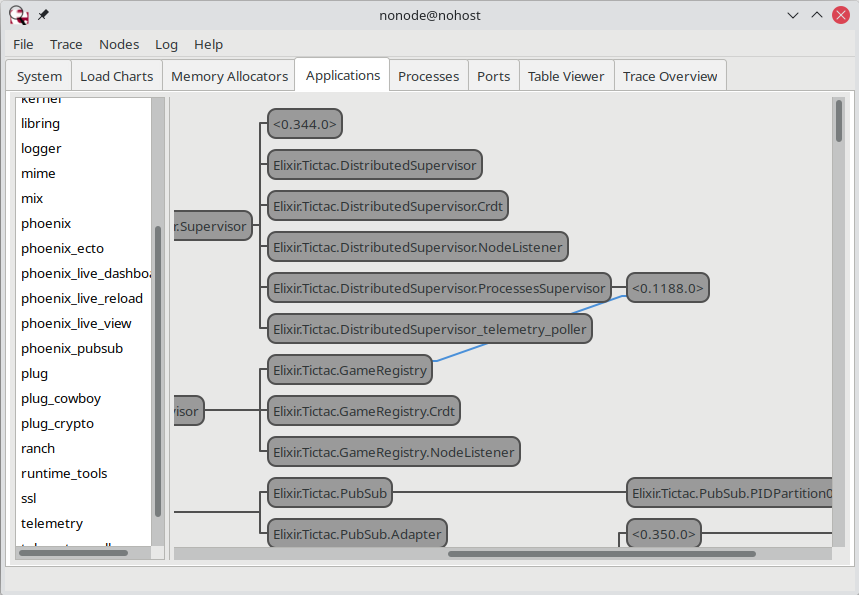 nonode@nohost
File Trace Nodes Log Help
System Load Charts Memory Allocators Applications Processes Ports Table Viewer Trace Overview
kernel
libring
logger
mime
mix
phoenix
phoenix_ecto
phoenix_live_dashboa
phoenix_live_reload
phoenix_live_view
phoenix_pubsub
plug
plug_cowboy
plug_crypto
ranch
runtime_tools
ssl
telemetry
<0.344.0>
Elixir.Tictac.DistributedSupervisor
Elixir.Tictac.DistributedSupervisor.Crdt
r.Supervisor
Elixir.Tictac.DistributedSupervisor.NodeListener
Elixir.Tictac.DistributedSupervisor.ProcessesSupervisor
<0.1188.0>
Elixir.Tictac.DistributedSupervisor_telemetry_poller
Elixir.Tictac.GameRegistry
visor
Elixir.Tictac.GameRegistry.Crdt
Elixir.Tictac.GameRegistry.NodeListener
Elixir.Tictac.PubSub
Elixir.Tictac.PubSub.PIDPartition0
Elixir.Tictac.PubSub.Adapter
<0.350.0>